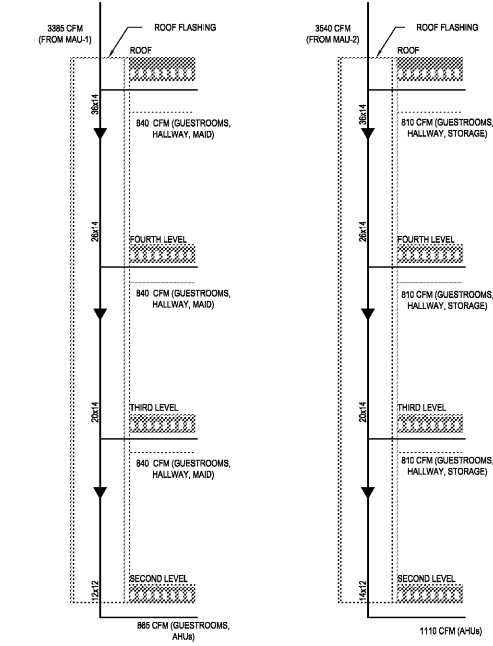 3385 CFM
(FROM MAU-1)
ROOF FLASHING
ROOF
36x14
840 CFM (GUESTROOMS,
HALLWAY, MAID)
26x14
FOURTH LEVEL
840 CFM (GUESTROOMS,
HALLWAY, MAID)
20x14
THIRD LEVEL
840 CFM (GUESTROOMS,
HALLWAY, MAID)
12x12
SECOND LEVEL
865 CFM (GUESTROOMS,
AHUs)
3540 CFM
(FROM MAU-2)
ROOF FLASHING
ROOF
36x14
810 CFM (GUESTROOMS,
HALLWAY, STORAGE)
26x14
FOURTH LEVEL
810 CFM (GUESTROOMS,
HALLWAY, STORAGE)
20x14
THIRD LEVEL
810 CFM (GUESTROOMS,
HALLWAY, STORAGE)
14x12
SECOND LEVEL
1110 CFM (AHUs)